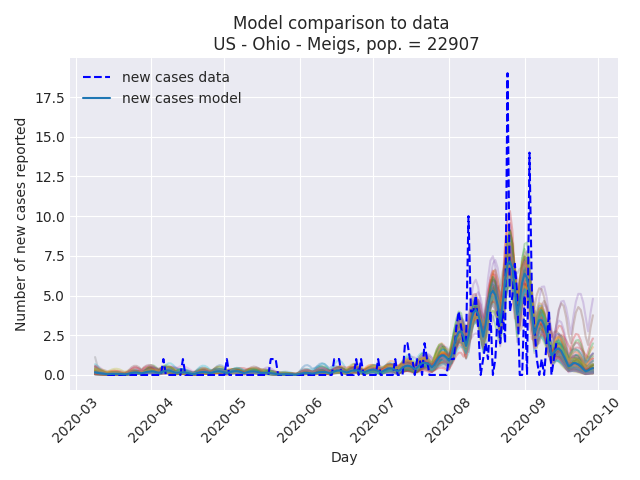 Model comparison to data
US - Ohio - Meigs, pop. = 22907
new cases data
new cases model
Number of new cases reported
17.5
15.0
12.5
10.0
7.5
5.0
2.5
0.0
2020-03
2020-04
2020-05
2020-06
2020-07
2020-08
2020-09
2020-10
Day